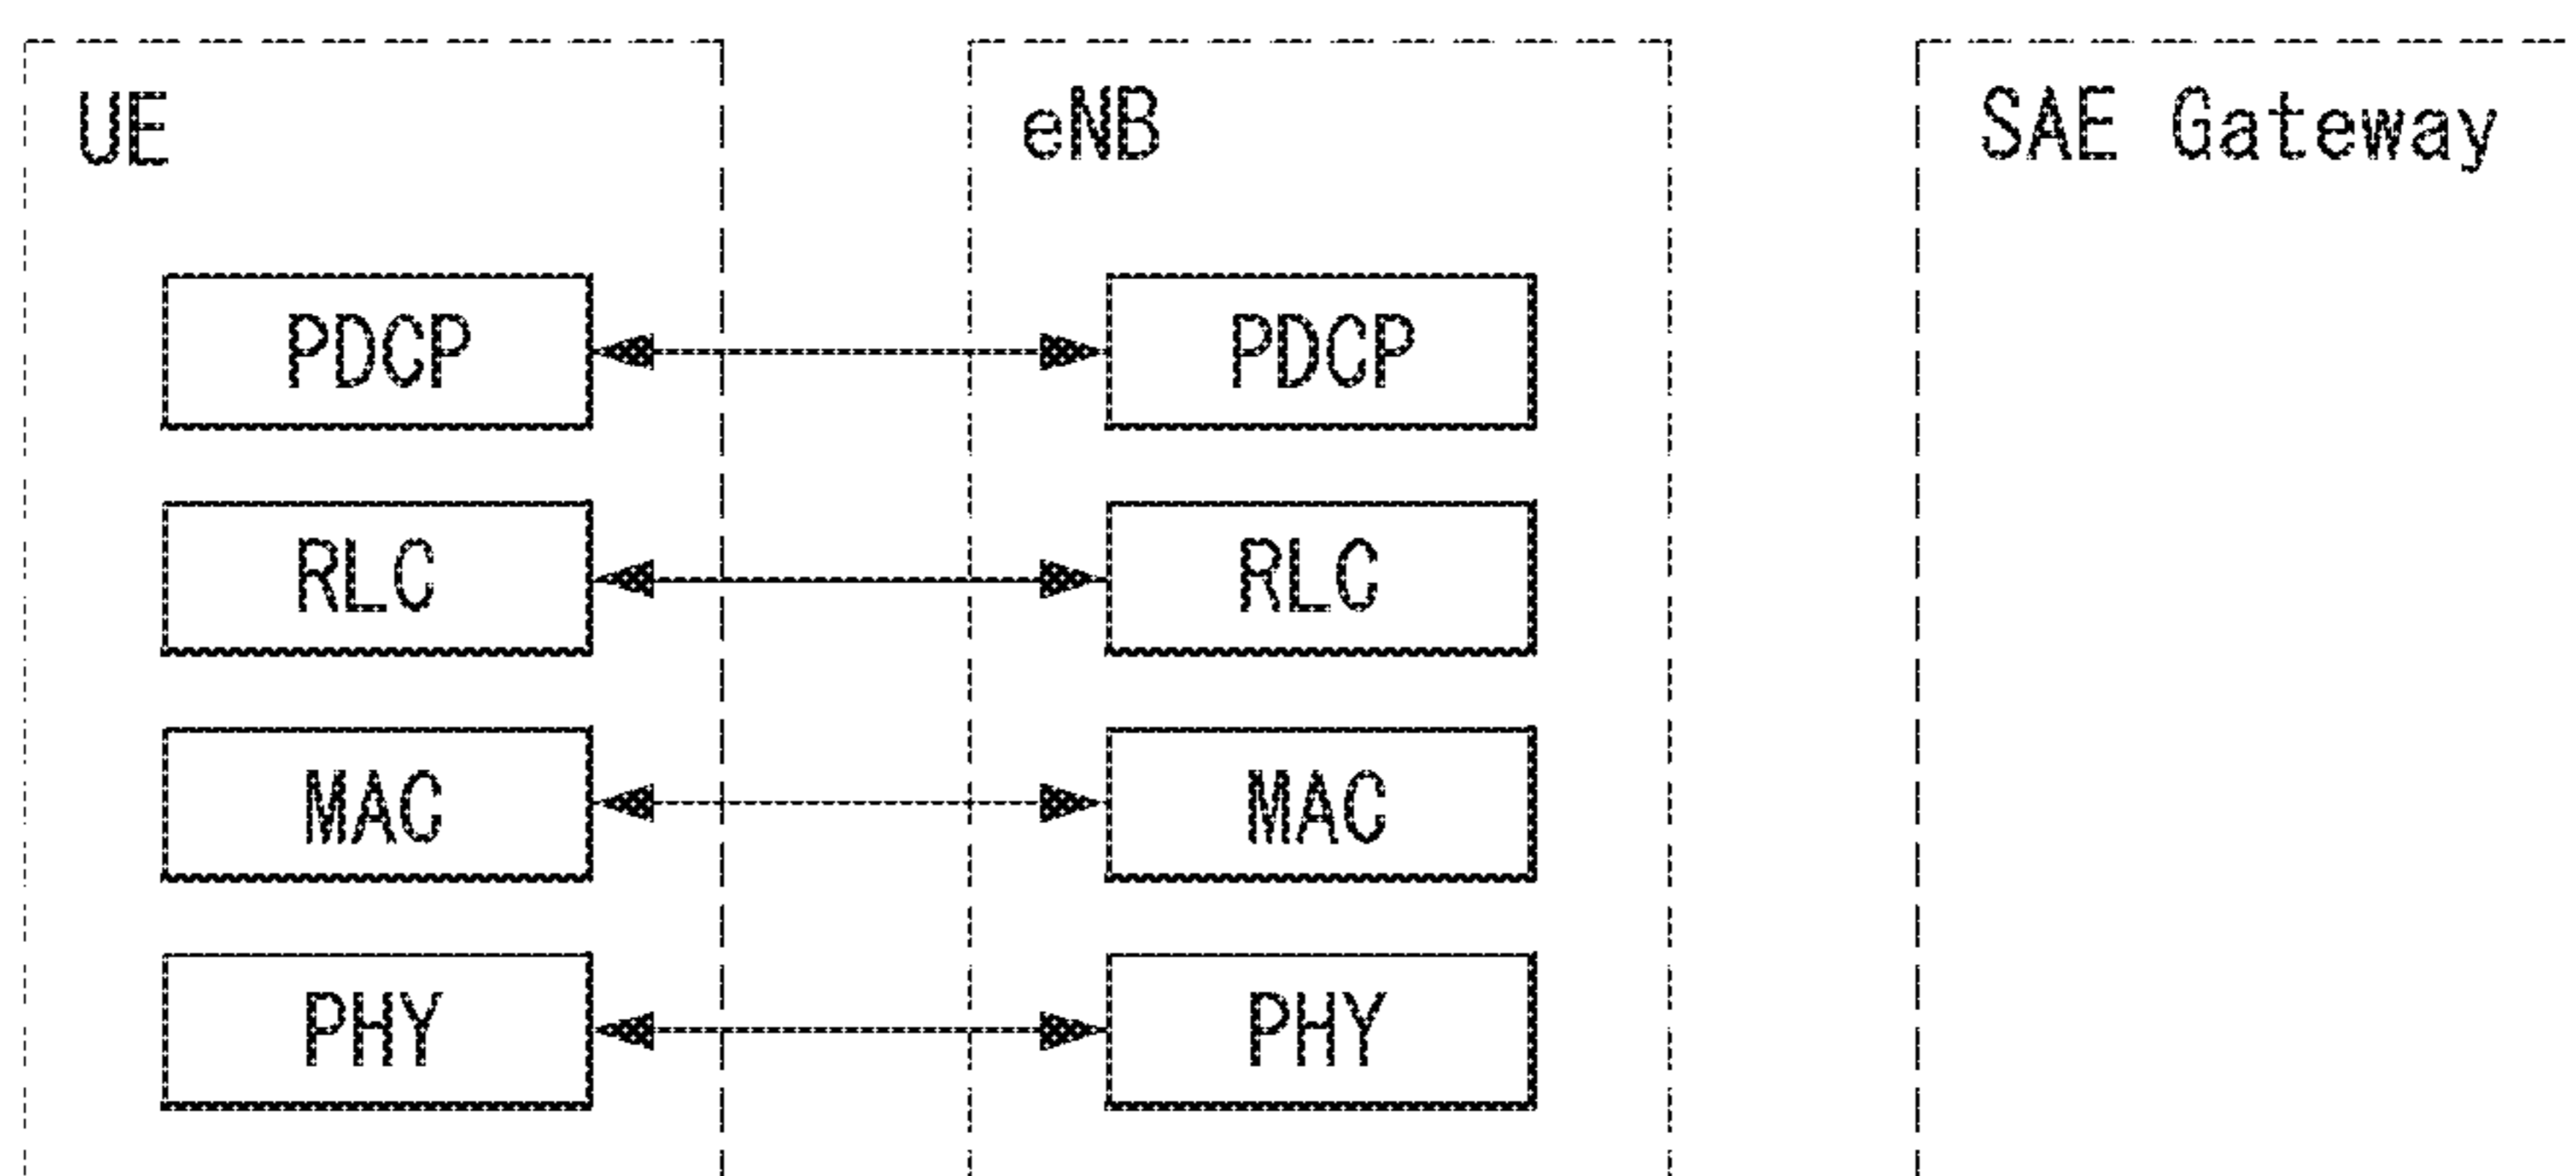 UE
eNB
SAE Gateway
PDCP
PDCP
RLC
RLC
MAC
MAC
PHY
PHY